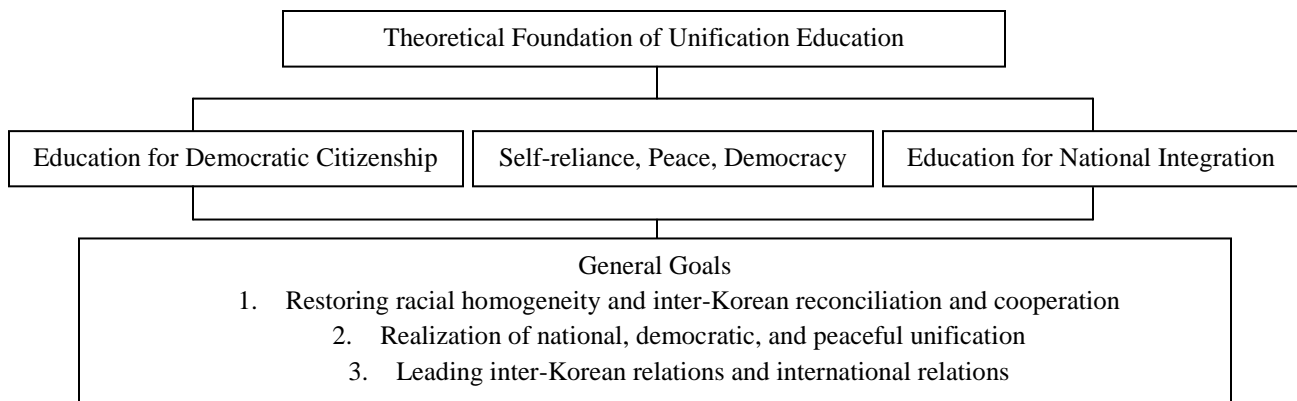 Theoretical Foundation of Unification Education
Education for Democratic Citizenship
Self-reliance, Peace, Democracy
Education for National Integration
General Goals
1. Restoring racial homogeneity and inter-Korean reconciliation and cooperation
2. Realization of national, democratic, and peaceful unification
3. Leading inter-Korean relations and international relations